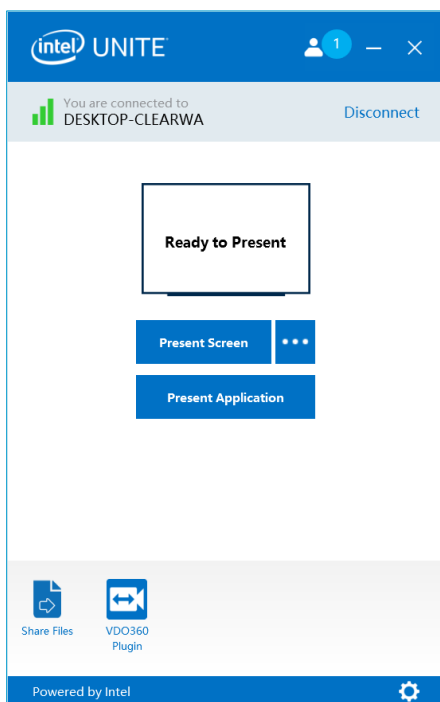 intel UNITE
1
You are connected to
DESKTOP-CLEARWA
Disconnect
Ready to Present
Present Screen
Present Application
Share Files
VDO360
Plugin
Powered by Intel